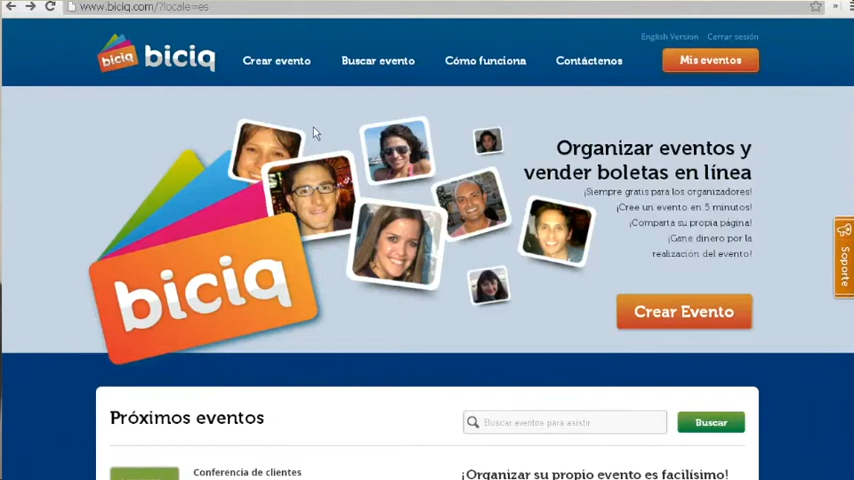 www.biciq.com/?locale=es
English Version Cerrar sesión
biciq biciq Crear evento Buscar evento Cómo funciona Contáctenos Mis eventos
Organizar eventos y
vender boletas en línea
¡Siempre gratis para los organizadores!
¡Cree un evento en 5 minutos!
¡Comparta su propia página!
¡Gane dinero por la
realización del evento!
Soporte
biciq
Crear Evento
Próximos eventos
Buscar eventos para asistir
Buscar
Conferencia de clientes
¡Organizar su propio evento es facilísimo!